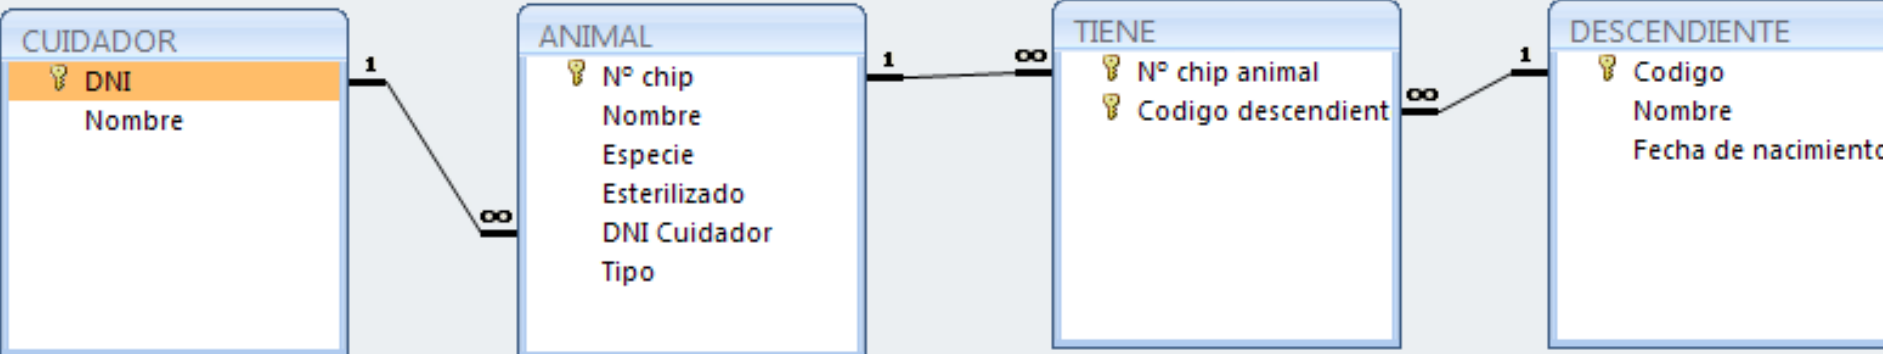 CUIDADOR
DNI
Nombre
1
∞
ANIMAL
Nº chip
Nombre
Especie
Esterilizado
DNI Cuidador
Tipo
1
∞
TIENE
Nº chip animal
Codigo descendient
∞
1
DESCENDIENTE
Codigo
Nombre
Fecha de nacimiento